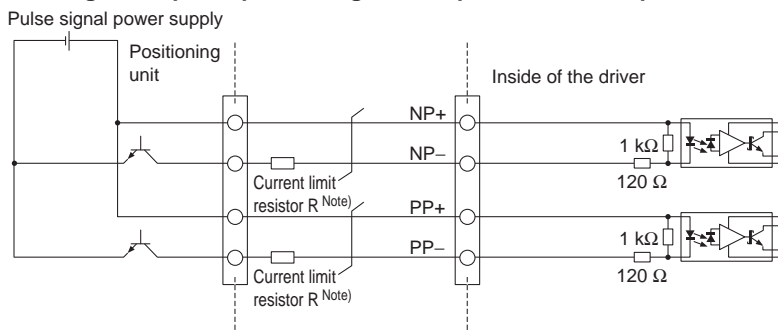 Pulse signal power supply
Positioning
unit
Inside of the driver
NP+
NP−
1 kΩ
120 Ω
Current limit
resistor R Note)
PP+
PP−
1 kΩ
120 Ω
Current limit
resistor R Note)